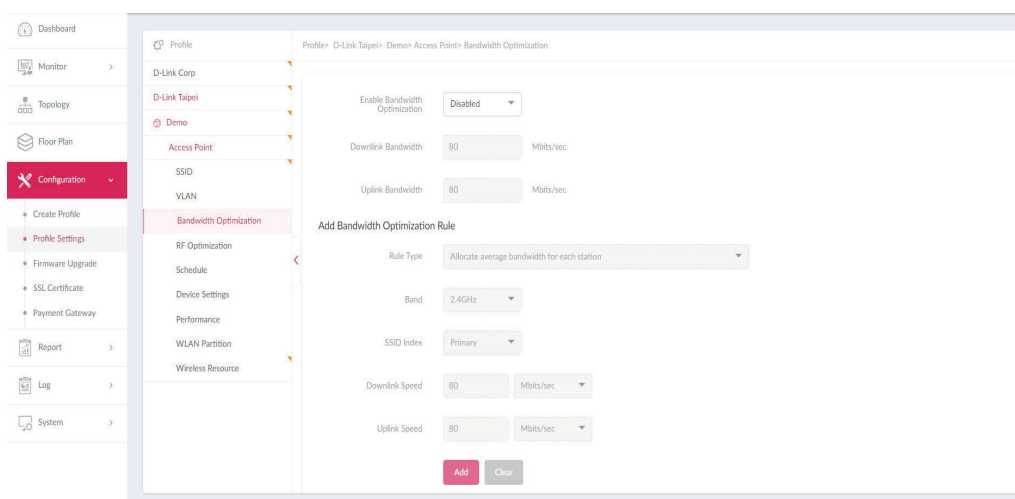 Dashboard
Monitor
Topology
Floor Plan
Configuration
Create Profile
Profile Settings
Firmware Upgrade
SSL Certificate
Payment Gateway
Report
Log
System
Profile
D-Link Corp
D-Link Taipei
Demo
Access Point
SSID
VLAN
Bandwidth Optimization
RF Optimization
Schedule
Device Settings
Performance
WLAN Partition
Wireless Resource
Profile> D-Link Taipei> Demo> Access Point> Bandwidth Optimization
Enable Bandwidth
Optimization
Disabled
Downlink Bandwidth 80 Mbits/sec
Uplink Bandwidth 80 Mbits/sec
Add Bandwidth Optimization Rule
Rule Type Allocate average bandwidth for each station
Band 2.4GHz
SSID Index Primary
Downlink Speed 80 Mbits/sec
Uplink Speed 80 Mbits/sec
Add Clear